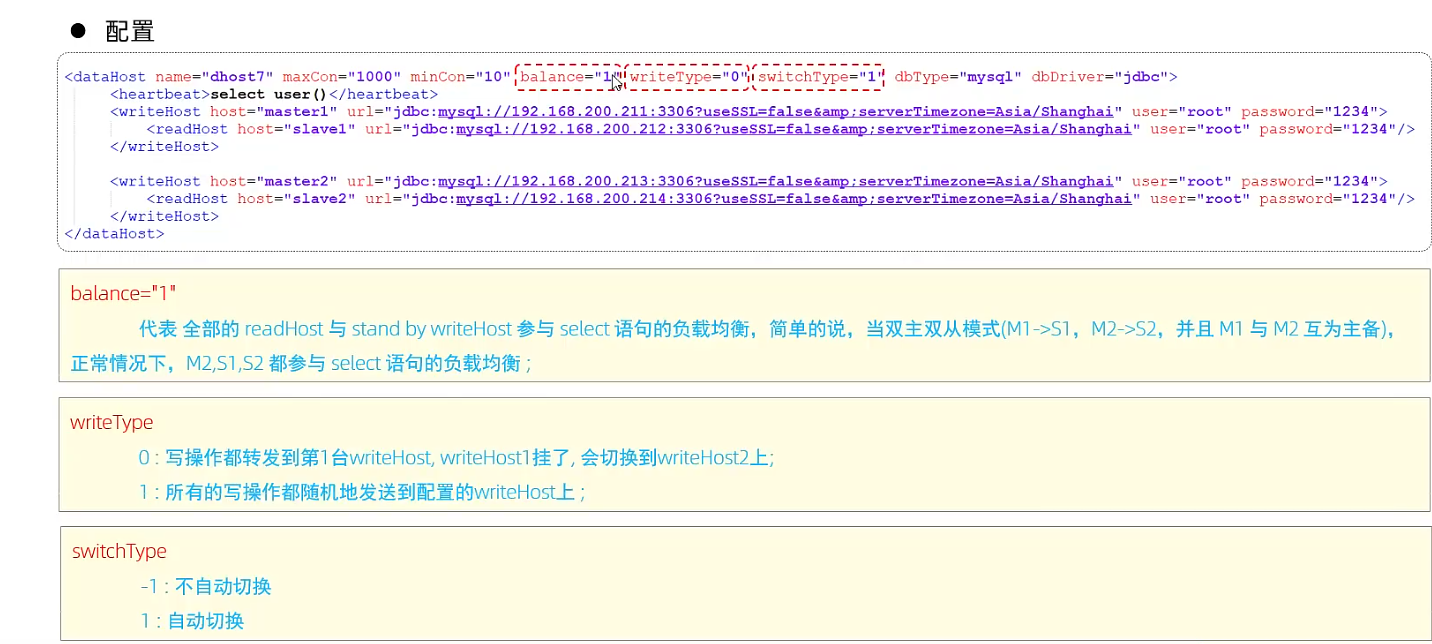 ● 配置
<dataHost name="dhost7" maxCon="1000" minCon="10" balance="1" writeType="0" switchType="1" dbType="mysql" dbDriver="jdbc">
<heartbeat>select user()</heartbeat>
<writeHost host="master1" url="jdbc:mysql://192.168.200.211:3306?useSSL=false&amp;serverTimezone=Asia/Shanghai" user="root" password="1234">
<readHost host="slave1" url="jdbc:mysql://192.168.200.212:3306?useSSL=false&amp;serverTimezone=Asia/Shanghai" user="root" password="1234"/>
</writeHost>
<writeHost host="master2" url="jdbc:mysql://192.168.200.213:3306?useSSL=false&amp;serverTimezone=Asia/Shanghai" user="root" password="1234">
<readHost host="slave2" url="jdbc:mysql://192.168.200.214:3306?useSSL=false&amp;serverTimezone=Asia/Shanghai" user="root" password="1234"/>
</writeHost>
</dataHost>
balance="1"
代表 全部的 readHost 与 stand by writeHost 参与 select 语句的负载均衡，简单的说，当双主双从模式(M1->S1，M2->S2，并且 M1 与 M2 互为主备)，
正常情况下，M2,S1,S2 都参与 select 语句的负载均衡 ;
writeType
0 : 写操作都转发到第1台writeHost, writeHost1挂了, 会切换到writeHost2上;
1 : 所有的写操作都随机地发送到配置的writeHost上 ;
switchType
-1 : 不自动切换
1 : 自动切换